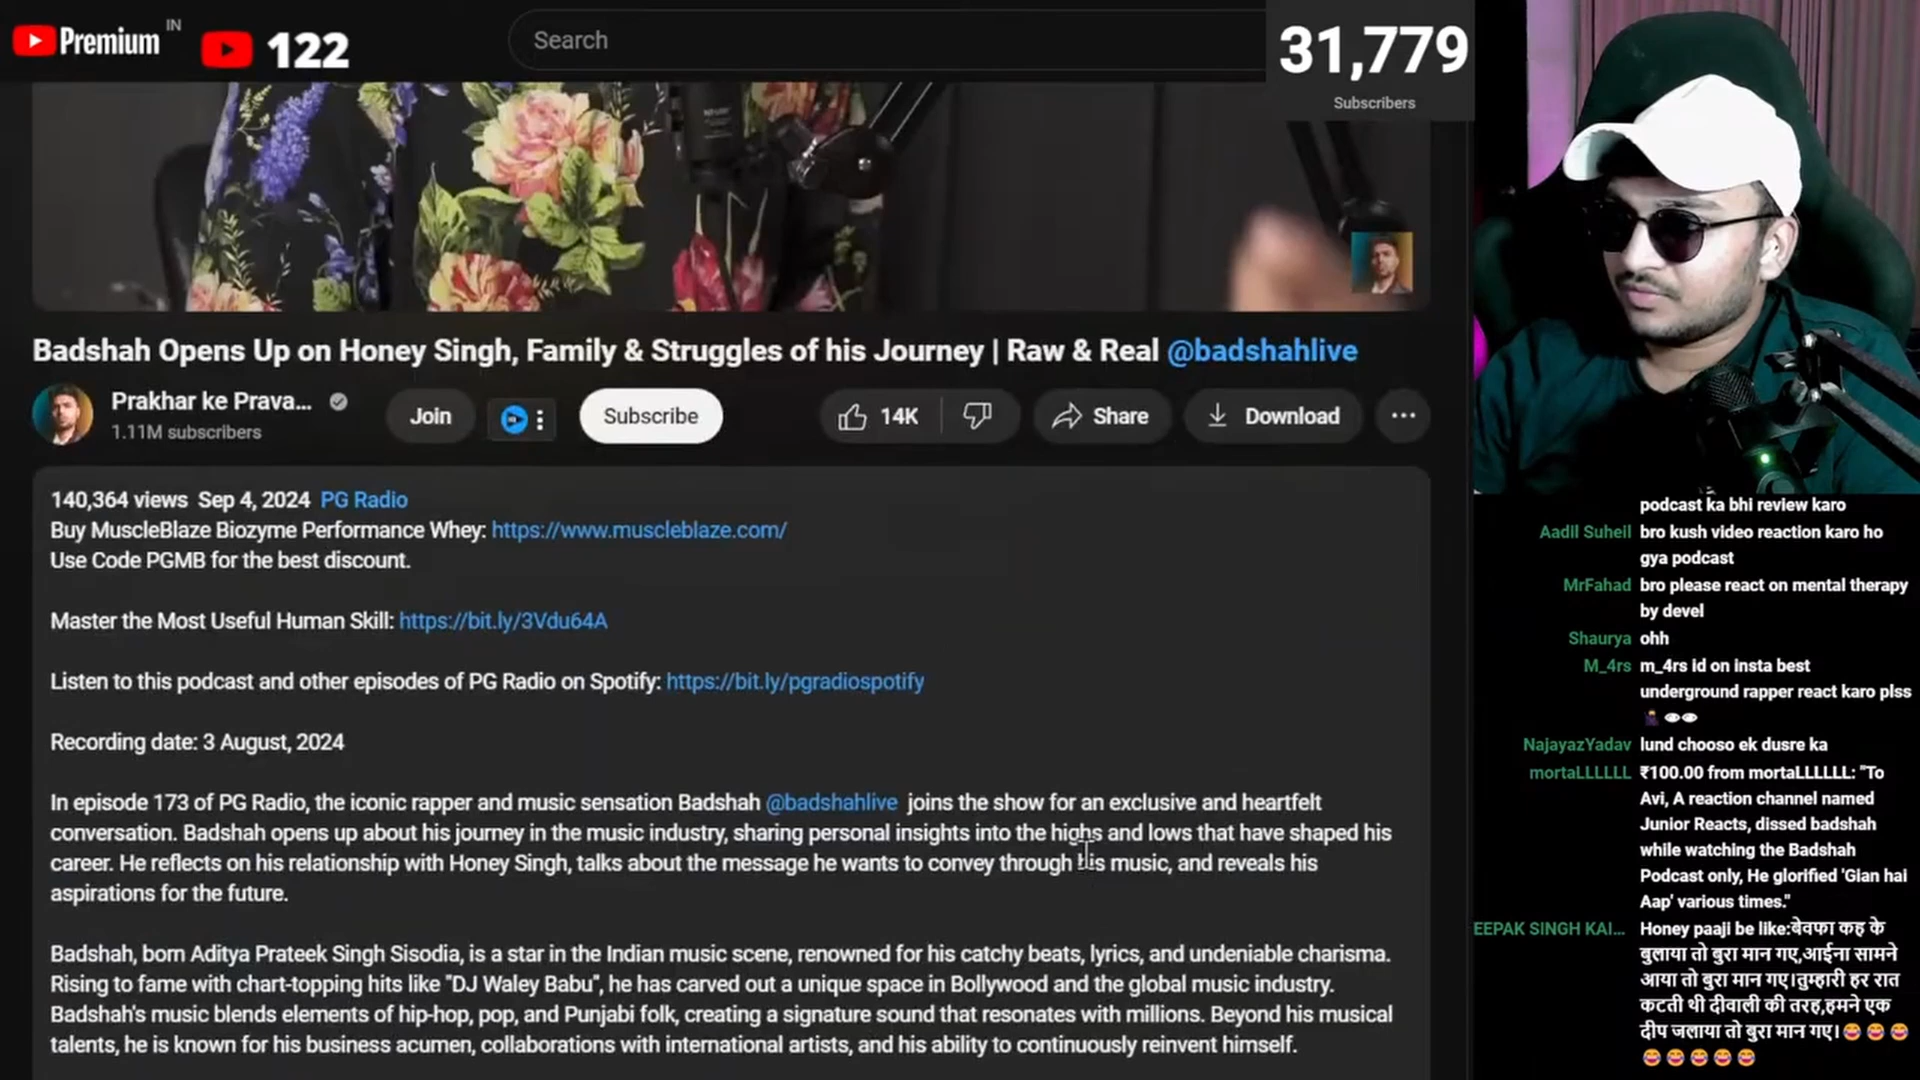 Premium IN
122
Search
31,779
Subscribers
Badshah Opens Up on Honey Singh, Family & Struggles of his Journey | Raw & Real @badshahlive
Prakhar ke Prava...
1.11M subscribers
Join
Subscribe
14K
Share
Download
140,364 views Sep 4, 2024 PG Radio
Buy MuscleBlaze Biozyme Performance Whey: https://www.muscleblaze.com/
Use Code PGMB for the best discount.
Master the Most Useful Human Skill: https://bit.ly/3Vdu64A
Listen to this podcast and other episodes of PG Radio on Spotify: https://bit.ly/pgradiospotify
Recording date: 3 August, 2024
In episode 173 of PG Radio, the iconic rapper and music sensation Badshah @badshahlive joins the show for an exclusive and heartfelt
conversation. Badshah opens up about his journey in the music industry, sharing personal insights into the highs and lows that have shaped his
career. He reflects on his relationship with Honey Singh, talks about the message he wants to convey through his music, and reveals his
aspirations for the future.
Badshah, born Aditya Prateek Singh Sisodia, is a star in the Indian music scene, renowned for his catchy beats, lyrics, and undeniable charisma.
Rising to fame with chart-topping hits like "DJ Waley Babu", he has carved out a unique space in Bollywood and the global music industry.
Badshah's music blends elements of hip-hop, pop, and Punjabi folk, creating a signature sound that resonates with millions. Beyond his musical
talents, he is known for his business acumen, collaborations with international artists, and his ability to continuously reinvent himself.
podcast ka bhi review karo
Aadil Suheil bro kush video reaction karo ho
gya podcast
MrFahad bro please react on mental therapy
by devel
Shaurya ohh
M_4rs m_4rs id on insta best
underground rapper react karo plss
NajayazYadav lund chooso ek dusre ka
mortaLLLLLL ₹100.00 from mortaLLLLLL: "To
Avi, A reaction channel named
Junior Reacts, dissed badshah
while watching the Badshah
Podcast only, He glorified 'Gian hai
Aap' various times."
EEPAK SINGH KAI... Honey paaji be like:बेवफा कह के
बुलाया तो बुरा मान गए,आईना सामने
आया तो बुरा मान गए।तुम्हारी हर रात
कटती थी दीवाली की तरह,हमने एक
दीप जलाया तो बुरा मान गए।